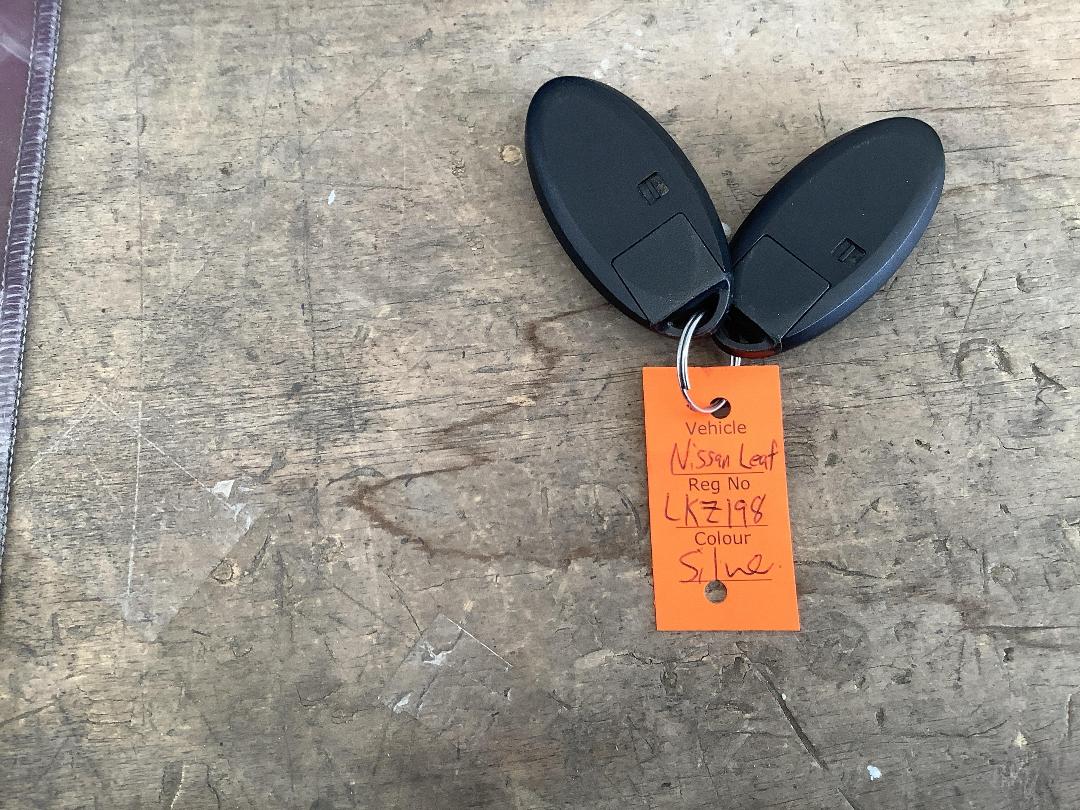 Vehicle
Nissan Leaf
Reg No
LKZ198
Colour
Silve.